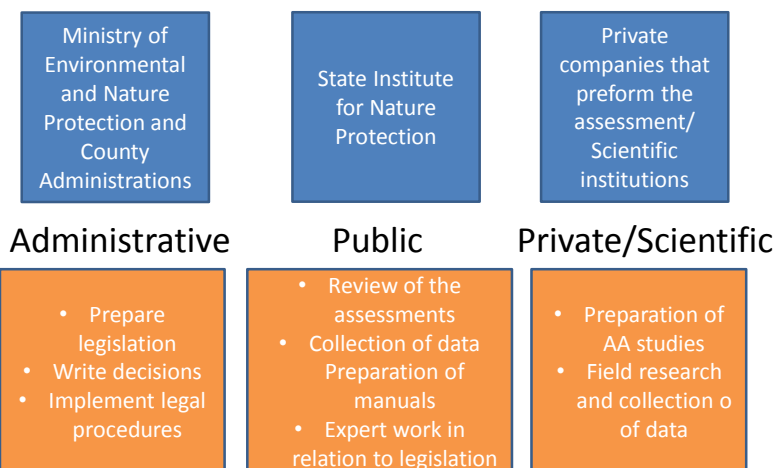 Ministry of
Environmental
and Nature
Protection and
County
Administrations
State Institute
for Nature
Protection
Private
companies that
preform the
assessment/
Scientific
institutions
Administrative
Public
Private/Scientific
• Prepare
legislation
• Write decisions
• Implement legal
procedures
• Review of the
assessments
• Collection of data
Preparation of
manuals
• Expert work in
relation to legislation
• Preparation of
AA studies
• Field research
and collection o
of data